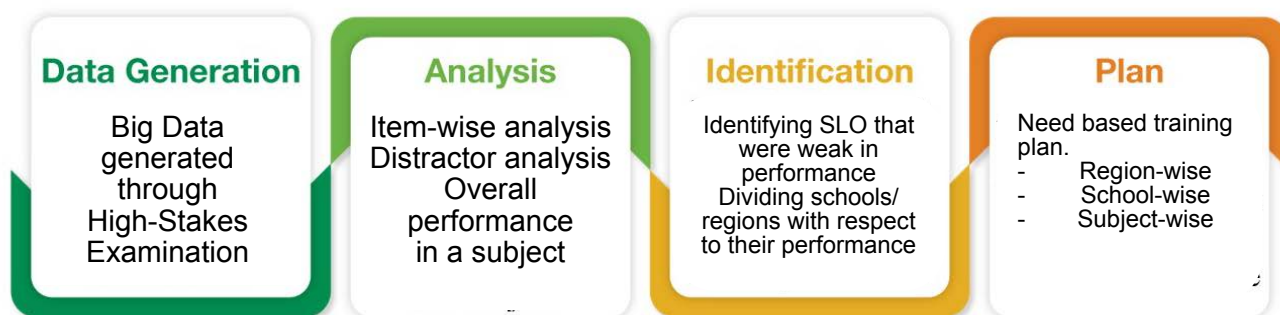 Data Generation
Big Data
generated
through
High-Stakes
Examination
Analysis
Item-wise analysis
Distractor analysis
Overall
performance
in a subject
Identification
Identifying SLO that
were weak in
performance
Dividing schools/
regions with respect
to their performance
Plan
Need based training
plan.
- Region-wise
- School-wise
- Subject-wise